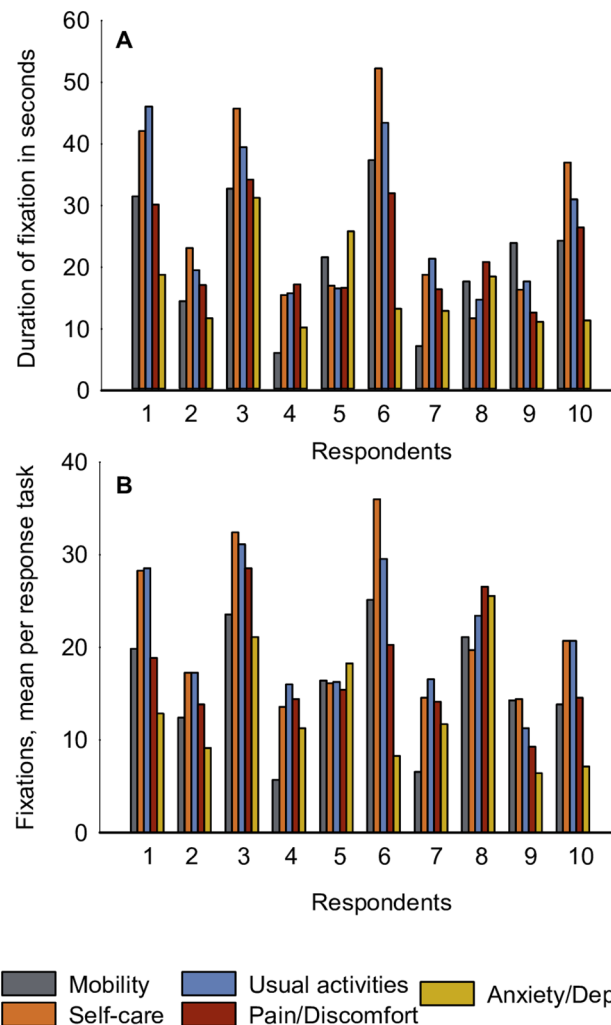 A
Duration of fixation in seconds
60
50
40
30
20
10
0
1 2 3 4 5 6 7 8 9 10
Respondents
B
Fixations, mean per response task
40
30
20
10
0
1 2 3 4 5 6 7 8 9 10
Respondents
Mobility Usual activities Anxiety/Dep
Self-care Pain/Discomfort